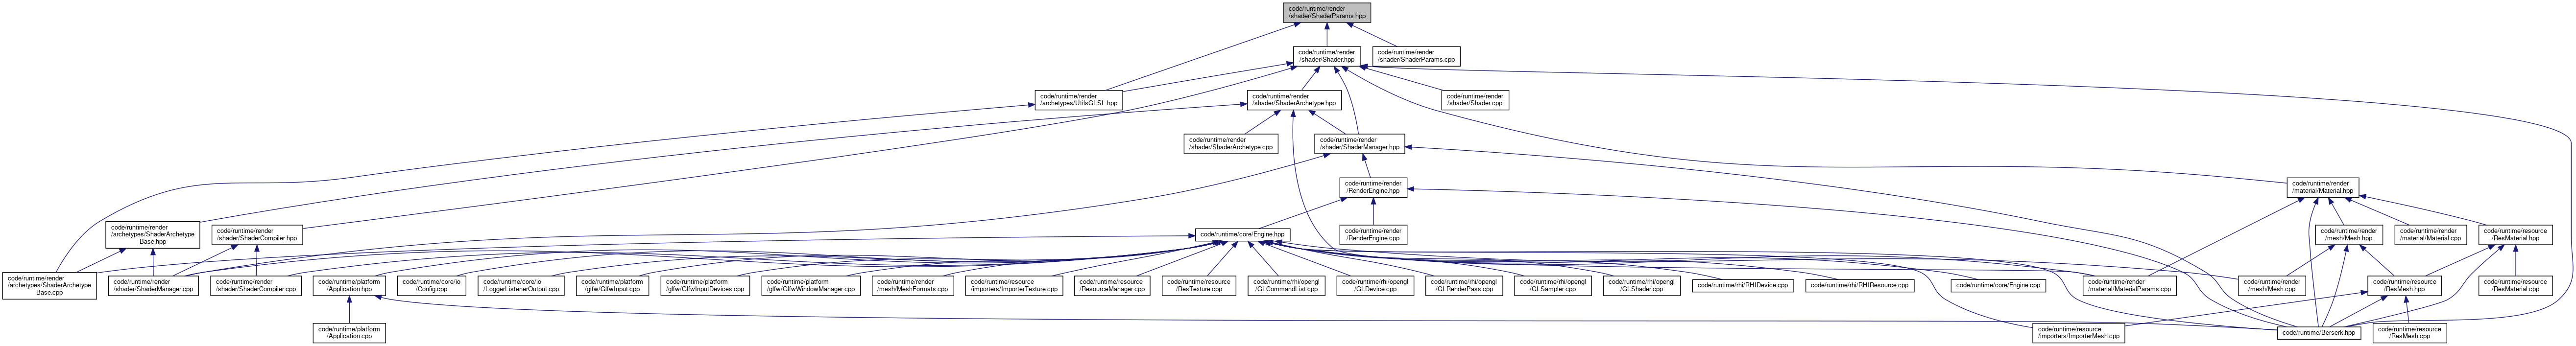 code/runtime/render
/shader/ShaderParams.hpp
code/runtime/render
/shader/Shader.hpp
code/runtime/render
/shader/ShaderParams.cpp
code/runtime/render
/archetypes/UtilsGLSL.hpp
code/runtime/render
/shader/ShaderArchetype.hpp
code/runtime/render
/shader/Shader.cpp
code/runtime/render
/shader/ShaderArchetype.cpp
code/runtime/render
/shader/ShaderManager.hpp
code/runtime/render
/RenderEngine.hpp
code/runtime/render
/material/Material.hpp
code/runtime/render
/archetypes/ShaderArchetype
Base.hpp
code/runtime/render
/shader/ShaderCompiler.hpp
code/runtime/core/Engine.hpp
code/runtime/render
/RenderEngine.cpp
code/runtime/render
/mesh/Mesh.hpp
code/runtime/render
/material/Material.cpp
code/runtime/resource
/ResMaterial.hpp
code/runtime/render
/archetypes/ShaderArchetype
Base.cpp
code/runtime/render
/shader/ShaderManager.cpp
code/runtime/render
/shader/ShaderCompiler.cpp
code/runtime/platform
/Application.hpp
code/runtime/core/io
/Config.cpp
code/runtime/core/io
/LoggerListenerOutput.cpp
code/runtime/platform
/glfw/GlfwInput.cpp
code/runtime/platform
/glfw/GlfwInputDevices.cpp
code/runtime/platform
/glfw/GlfwWindowManager.cpp
code/runtime/render
/mesh/MeshFormats.cpp
code/runtime/resource
/importers/ImporterTexture.cpp
code/runtime/resource
/ResourceManager.cpp
code/runtime/resource
/ResTexture.cpp
code/runtime/rhi/opengl
/GLCommandList.cpp
code/runtime/rhi/opengl
/GLDevice.cpp
code/runtime/rhi/opengl
/GLRenderPass.cpp
code/runtime/rhi/opengl
/GLSampler.cpp
code/runtime/rhi/opengl
/GLShader.cpp
code/runtime/rhi/RHIDevice.cpp
code/runtime/rhi/RHIResource.cpp
code/runtime/core/Engine.cpp
code/runtime/render
/material/MaterialParams.cpp
code/runtime/render
/mesh/Mesh.cpp
code/runtime/resource
/ResMesh.hpp
code/runtime/resource
/ResMaterial.cpp
code/runtime/platform
/Application.cpp
code/runtime/resource
/importers/ImporterMesh.cpp
code/runtime/Berserk.hpp
code/runtime/resource
/ResMesh.cpp